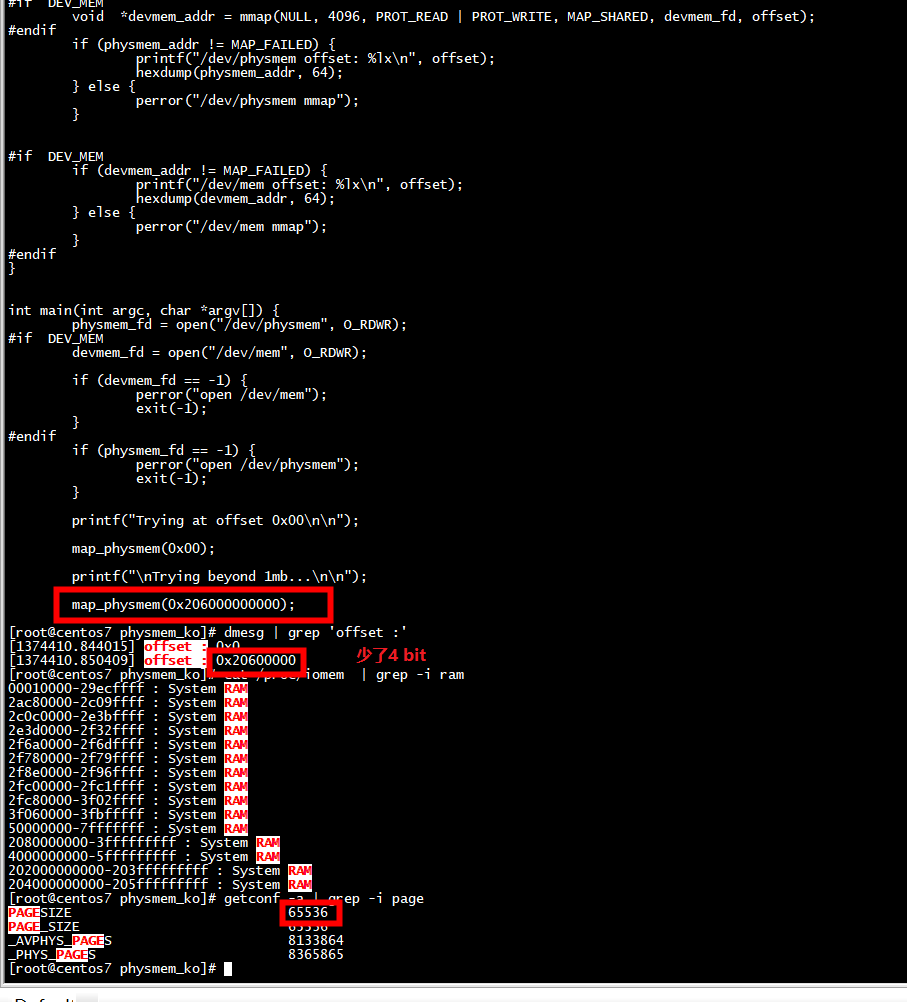 #if  DEV_MEM
        void  *devmem_addr = mmap(NULL, 4096, PROT_READ | PROT_WRITE, MAP_SHARED, devmem_fd, offset);
#endif
        if (physmem_addr != MAP_FAILED) {
                printf("/dev/physmem offset: %lx\n", offset);
                hexdump(physmem_addr, 64);
        } else {
                perror("/dev/physmem mmap");
        }
#if  DEV_MEM
        if (devmem_addr != MAP_FAILED) {
                printf("/dev/mem offset: %lx\n", offset);
                hexdump(devmem_addr, 64);
        } else {
                perror("/dev/mem mmap");
        }
#endif
}
int main(int argc, char *argv[]) {
        physmem_fd = open("/dev/physmem", O_RDWR);
#if  DEV_MEM
        devmem_fd = open("/dev/mem", O_RDWR);
        if (devmem_fd == -1) {
                perror("open /dev/mem");
                exit(-1);
        }
#endif
        if (physmem_fd == -1) {
                perror("open /dev/physmem");
                exit(-1);
        }
        printf("Trying at offset 0x00\n\n");
        map_physmem(0x00);
        printf("\nTrying beyond 1mb...\n\n");
        map_physmem(0x206000000000);
[root@centos7 physmem_ko]# dmesg | grep 'offset :'
[1374410.844015] offset : 0x0
[1374410.850409] offset : 0x20600000 少了4 bit
[root@centos7 physmem_ko]# cat /proc/iomem  | grep -i ram
00010000-29ecffff : System RAM
2ac80000-2c09ffff : System RAM
2c0c0000-2e3bffff : System RAM
2e3d0000-2f32ffff : System RAM
2f6a0000-2f6dffff : System RAM
2f780000-2f79ffff : System RAM
2f8e0000-2f96ffff : System RAM
2fc00000-2fc1ffff : System RAM
2fc80000-3f02ffff : System RAM
3f060000-3fbfffff : System RAM
50000000-7fffffff : System RAM
2080000000-3fffffffff : System RAM
4000000000-5fffffffff : System RAM
202000000000-203fffffffff : System RAM
204000000000-205fffffffff : System RAM
[root@centos7 physmem_ko]# getconf -a | grep -i page
PAGESIZE                           65536
PAGE_SIZE                          65536
_AVPHYS_PAGES                      8133864
_PHYS_PAGES                        8365865
[root@centos7 physmem_ko]#
Default